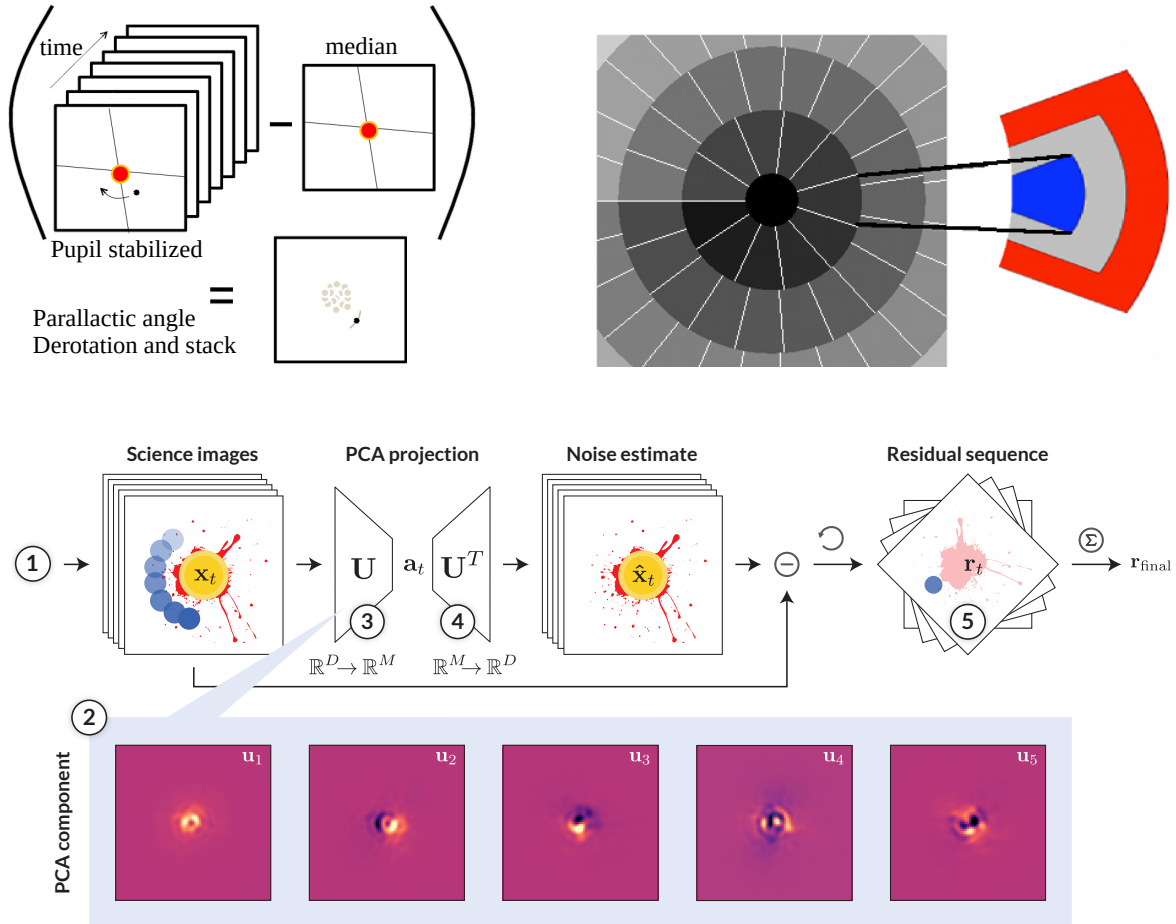 time
median
Pupil stabilized
=
Parallactic angle
Derotation and stack
Science images
PCA projection
Noise estimate
Residual sequence
1
x_t
U
a_t
U^T
x̂_t
−
r_t
Σ
r_final
3
4
5
ℝ^D → ℝ^M
ℝ^M → ℝ^D
2
PCA component
u_1
u_2
u_3
u_4
u_5